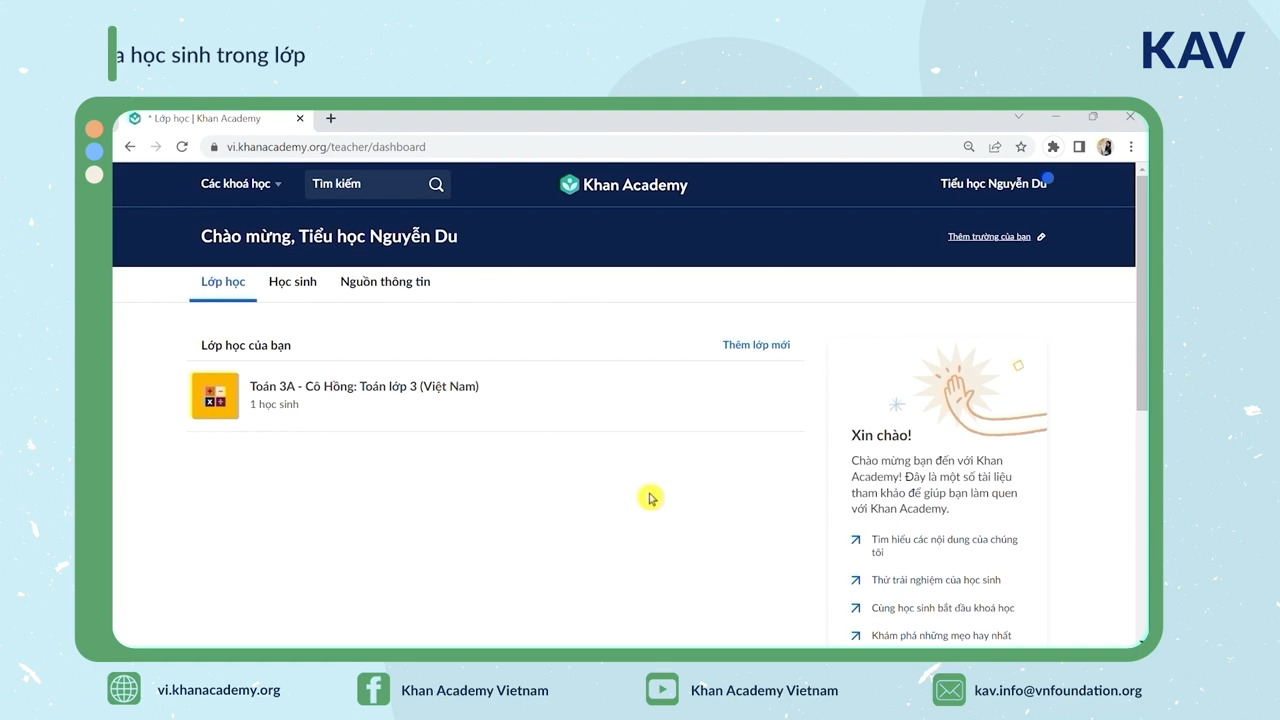 a học sinh trong lớp
KAV
* Lớp học | Khan Academy
vi.khanacademy.org/teacher/dashboard
Các khoá học
Tìm kiếm
Khan Academy
Tiểu học Nguyễn Du
Chào mừng, Tiểu học Nguyễn Du
Thêm trường của bạn
Lớp học
Học sinh
Nguồn thông tin
Lớp học của bạn
Thêm lớp mới
Toán 3A - Cô Hồng: Toán lớp 3 (Việt Nam)
1 học sinh
Xin chào!
Chào mừng bạn đến với Khan
Academy! Đây là một số tài liệu
tham khảo để giúp bạn làm quen
với Khan Academy.
Tìm hiểu các nội dung của chúng
tôi
Thử trải nghiệm của học sinh
Cùng học sinh bắt đầu khoá học
Khám phá những mẹo hay nhất
vi.khanacademy.org
Khan Academy Vietnam
Khan Academy Vietnam
kav.info@vnfoundation.org